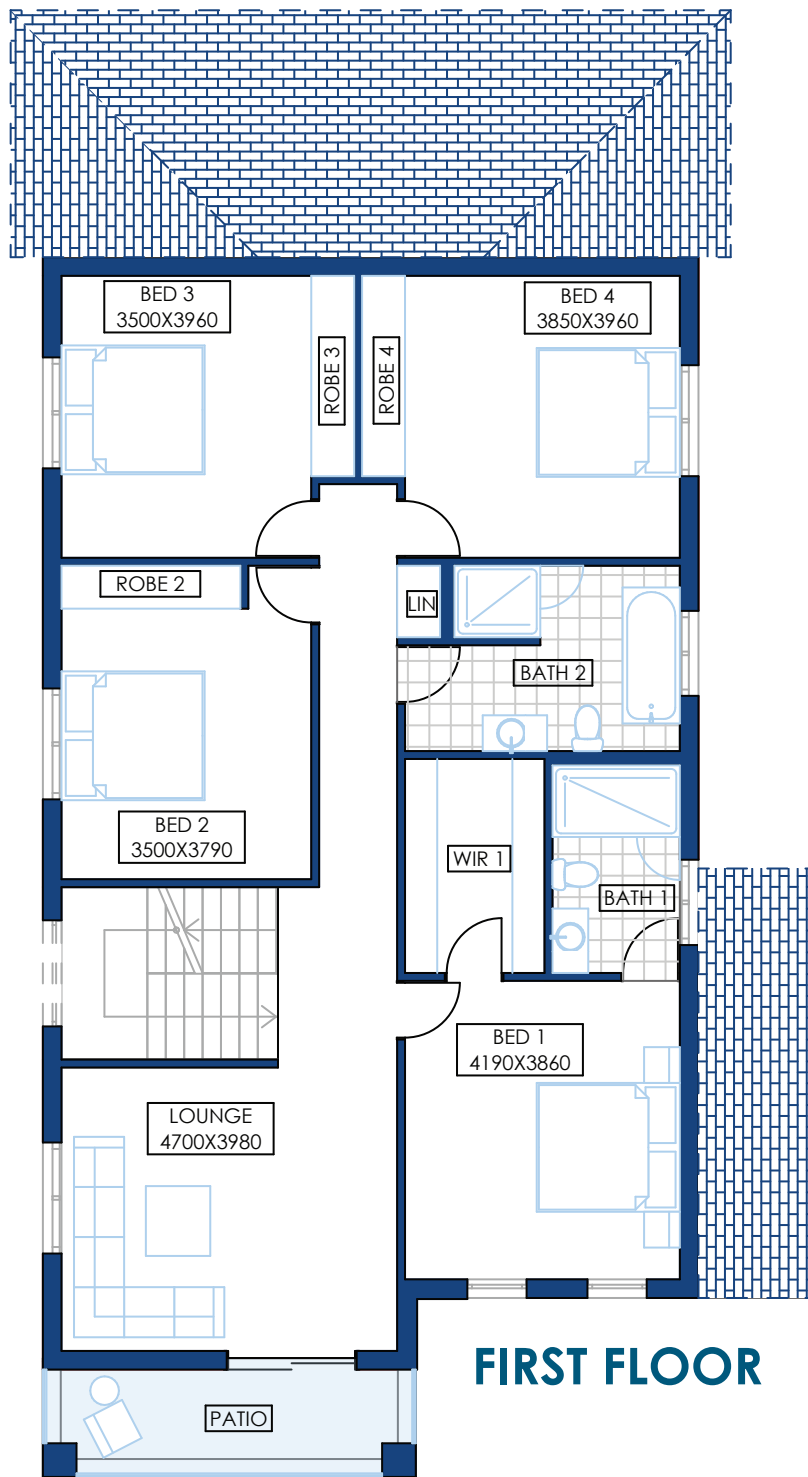 BED 3
3500X3960
BED 4
3850X3960
ROBE 3
ROBE 4
ROBE 2
LIN
BATH 2
BED 2
3500X3790
WIR 1
BATH 1
BED 1
4190X3860
LOUNGE
4700X3980
FIRST FLOOR
PATIO